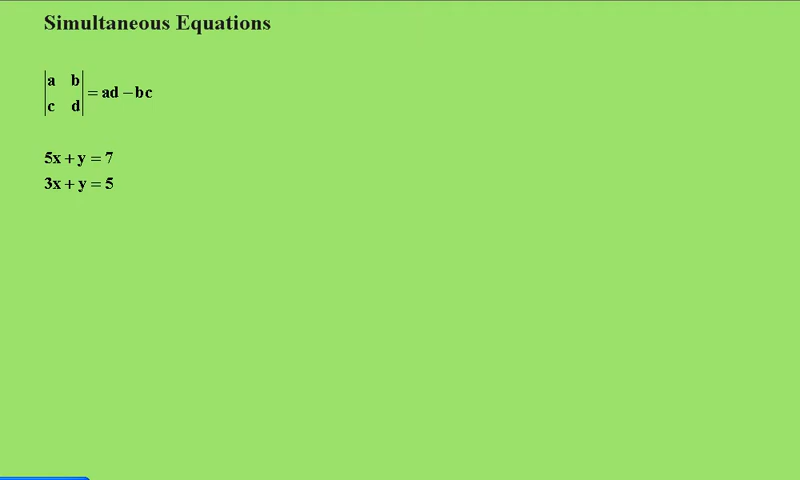 Simultaneous Equations
|a b|
|c d| = ad − bc
5x + y = 7
3x + y = 5